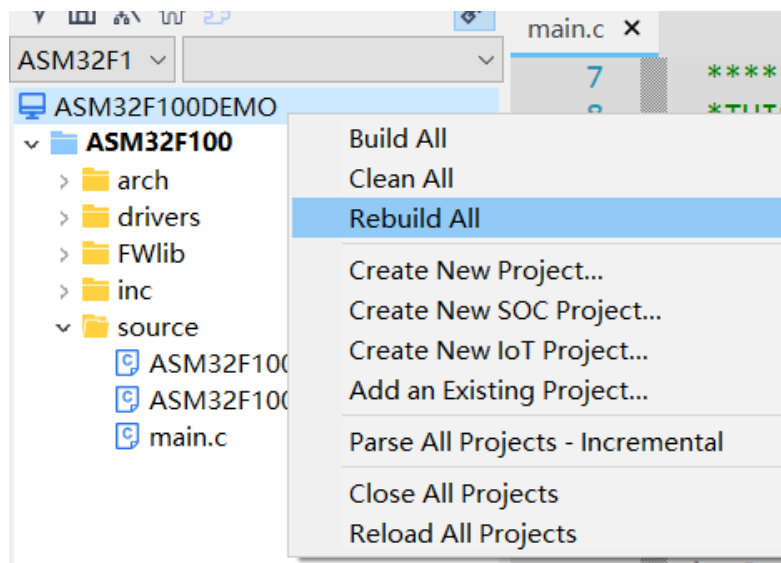 main.c
ASM32F1
7 ****
ASM32F100DEMO
ASM32F100
arch
drivers
FWlib
inc
source
ASM32F100
ASM32F100
main.c
Build All
Clean All
Rebuild All
Create New Project...
Create New SOC Project...
Create New IoT Project...
Add an Existing Project...
Parse All Projects - Incremental
Close All Projects
Reload All Projects